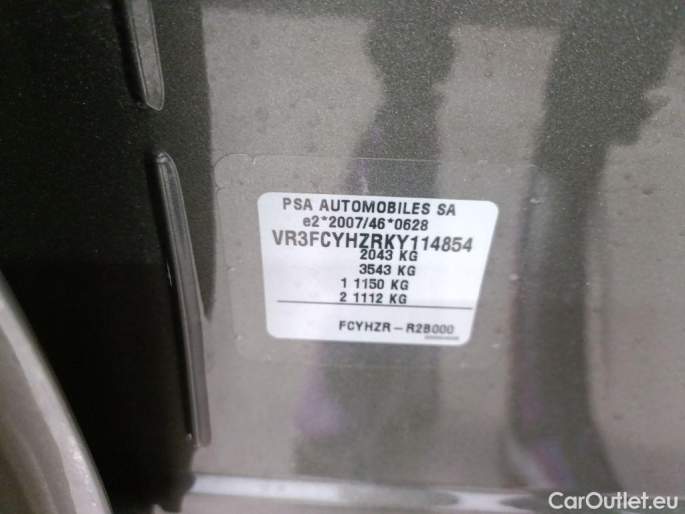 PSA AUTOMOBILES SA
e2*2007/46*0628
VR3FCYHZRKY114854
2043 KG
3543 KG
1 1150 KG
2 1112 KG
FCYHZR – R2B000
CarOutlet.eu